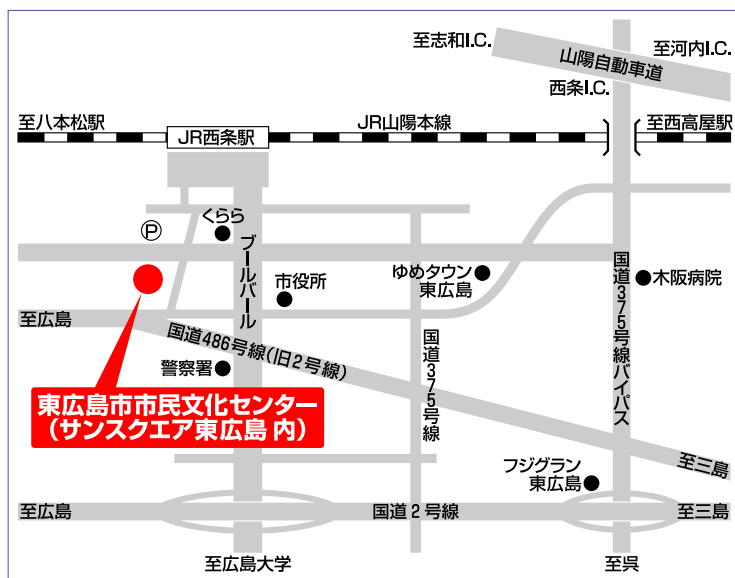 至志和I.C.
至河内I.C.
山陽自動車道
西条I.C.
至八本松駅
JR西条駅
JR山陽本線
至西高屋駅
くらら
P
ブールバール
市役所
ゆめタウン
東広島
国道375号線バイパス
木阪病院
至広島
国道486号線(旧2号線)
国道375号線
警察署
東広島市市民文化センター
(サンスクエア東広島 内)
至三島
フジグラン
東広島
至広島
国道2号線
至三島
至広島大学
至呉